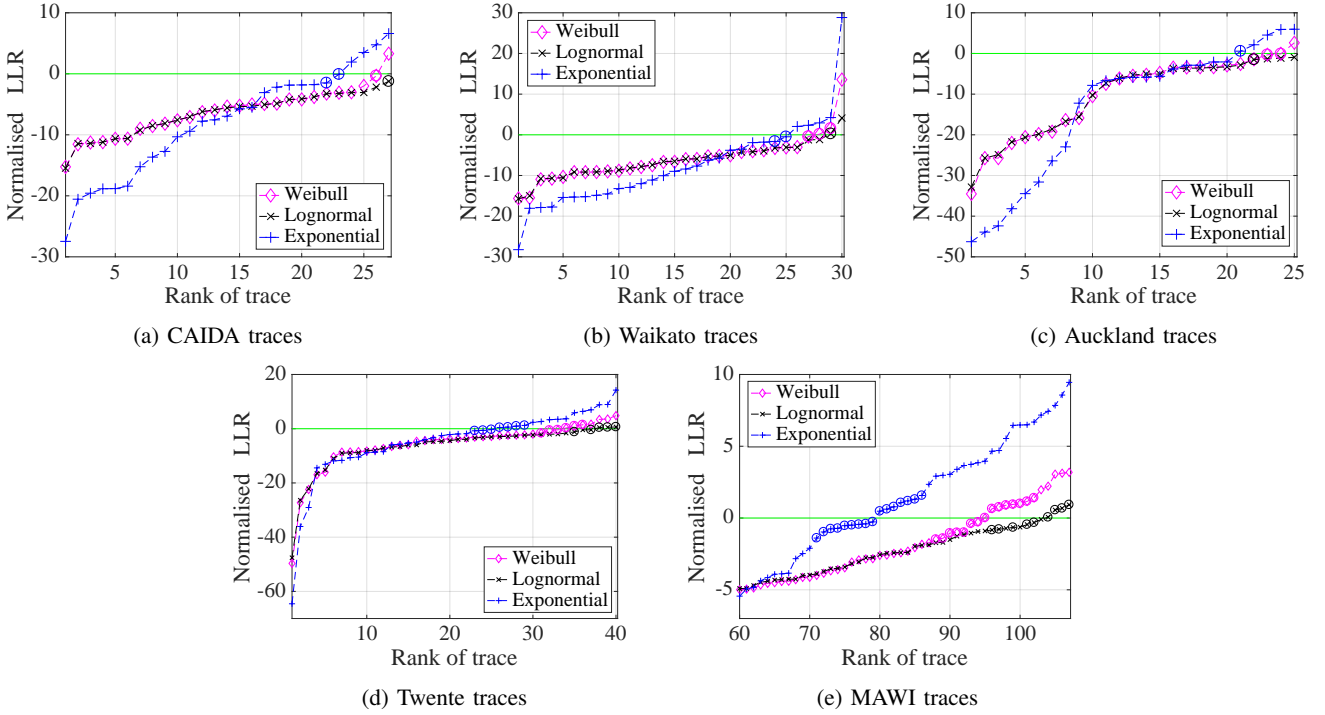 10
0
-10
-20
-30
Normalised LLR
5 10 15 20 25
Rank of trace
Weibull
Lognormal
Exponential
(a) CAIDA traces
30
20
10
0
-10
-20
-30
Normalised LLR
5 10 15 20 25 30
Rank of trace
Weibull
Lognormal
Exponential
(b) Waikato traces
10
0
-10
-20
-30
-40
-50
Normalised LLR
5 10 15 20 25
Rank of trace
Weibull
Lognormal
Exponential
(c) Auckland traces
20
0
-20
-40
-60
Normalised LLR
10 20 30 40
Rank of trace
Weibull
Lognormal
Exponential
(d) Twente traces
10
5
0
-5
Normalised LLR
60 70 80 90 100
Rank of trace
Weibull
Lognormal
Exponential
(e) MAWI traces